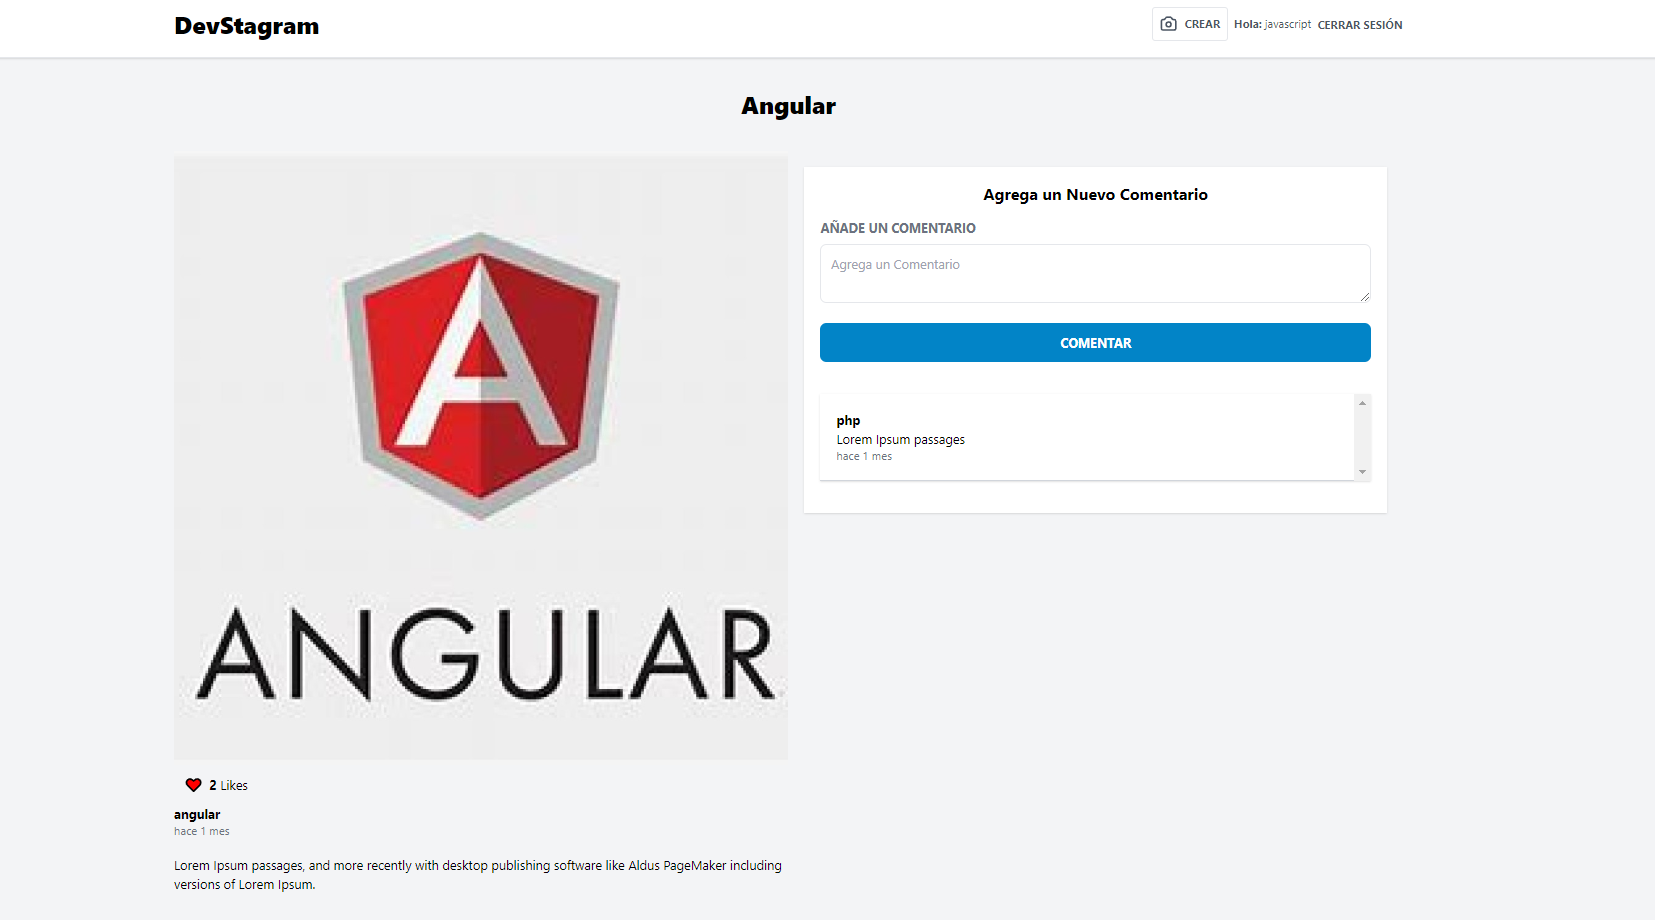 DevStagram
CREAR
Hola: javascript
CERRAR SESIÓN
Angular
A
ANGULAR
2 Likes
angular
hace 1 mes
Lorem Ipsum passages, and more recently with desktop publishing software like Aldus PageMaker including
versions of Lorem Ipsum.
Agrega un Nuevo Comentario
AÑADE UN COMENTARIO
Agrega un Comentario
COMENTAR
php
Lorem Ipsum passages
hace 1 mes